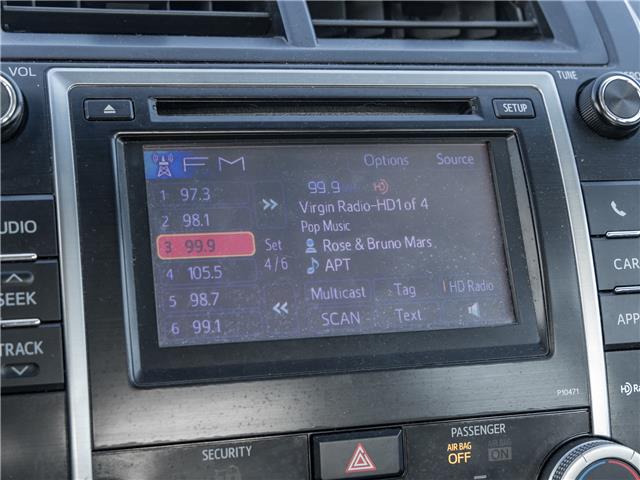 VOL
TUNE
SETUP
FM
Options
Source
1 97.3
2 98.1
3 99.9
4 105.5
5 98.7
6 99.1
Set
4/6
99.9
HD
Virgin Radio-HD1 of 4
Pop Music
Rose & Bruno Mars
APT
Multicast
Tag
HD Radio
SCAN
Text
UDIO
SEEK
TRACK
CAR
APP
P10471
SECURITY
PASSENGER
AIR BAG
OFF
AIR BAG
ON